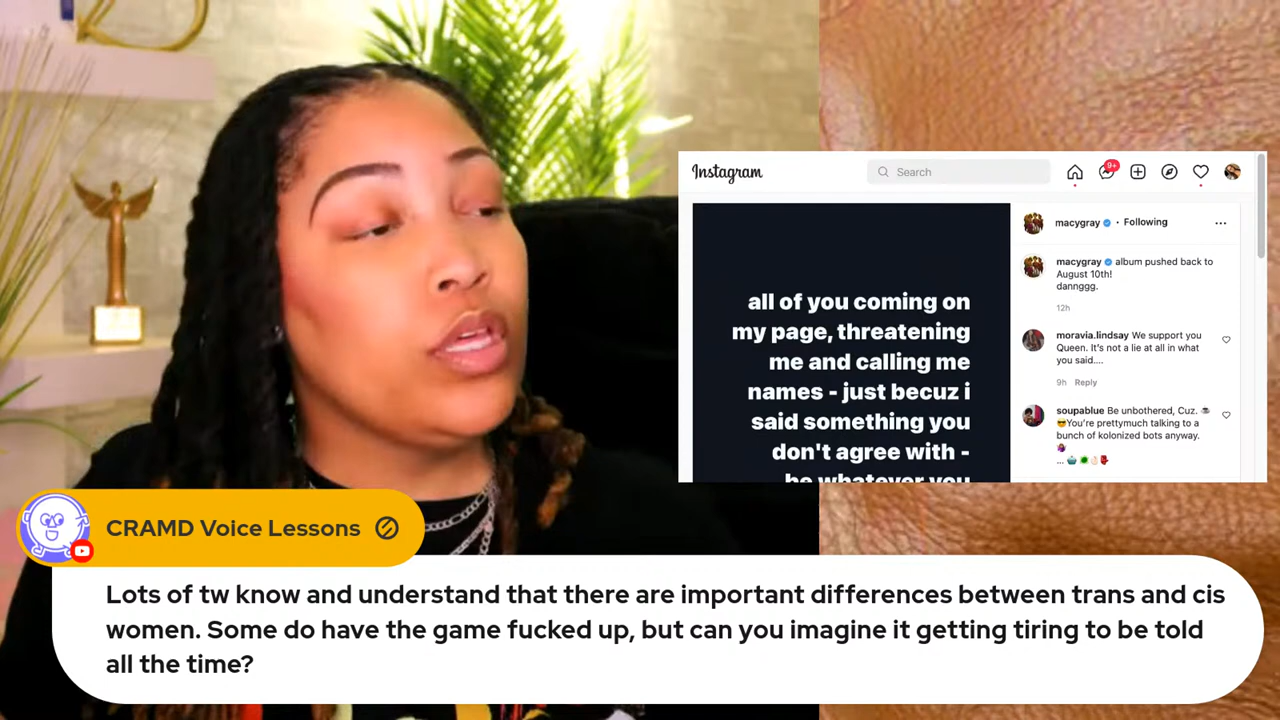 Instagram
Search
9+
all of you coming on
my page, threatening
me and calling me
names - just becuz i
said something you
don't agree with -
be whatever you
macygray • Following
macygray album pushed back to
August 10th!
dannggg.
12h
moravia.lindsay We support you
Queen. It's not a lie at all in what
you said....
9h Reply
soupablue Be unbothered, Cuz. ☕
😎You're prettymuch talking to a
bunch of kolonized bots anyway.
...
CRAMD Voice Lessons
Lots of tw know and understand that there are important differences between trans and cis
women. Some do have the game fucked up, but can you imagine it getting tiring to be told
all the time?